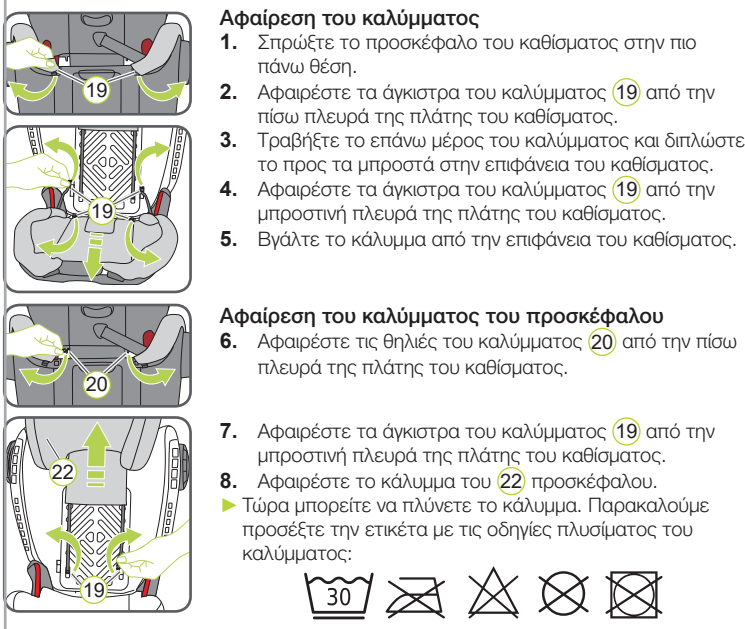 Αφαίρεση του καλύμματος
1. Σπρώξτε το προσκέφαλο του καθίσματος στην πιο
πάνω θέση.
2. Αφαιρέστε τα άγκιστρα του καλύμματος 19 από την
πίσω πλευρά της πλάτης του καθίσματος.
3. Τραβήξτε το επάνω μέρος του καλύμματος και διπλώστε
το προς τα μπροστά στην επιφάνεια του καθίσματος.
4. Αφαιρέστε τα άγκιστρα του καλύμματος 19 από την
μπροστινή πλευρά της πλάτης του καθίσματος.
5. Βγάλτε το κάλυμμα από την επιφάνεια του καθίσματος.
19
19
Αφαίρεση του καλύμματος του προσκέφαλου
6. Αφαιρέστε τις θηλιές του καλύμματος 20 από την πίσω
πλευρά της πλάτης του καθίσματος.
20
7. Αφαιρέστε τα άγκιστρα του καλύμματος 19 από την
μπροστινή πλευρά της πλάτης του καθίσματος.
8. Αφαιρέστε το κάλυμμα του 22 προσκέφαλου.
► Τώρα μπορείτε να πλύνετε το κάλυμμα. Παρακαλούμε
προσέξτε την ετικέτα με τις οδηγίες πλυσίματος του
καλύμματος:
22
19
30